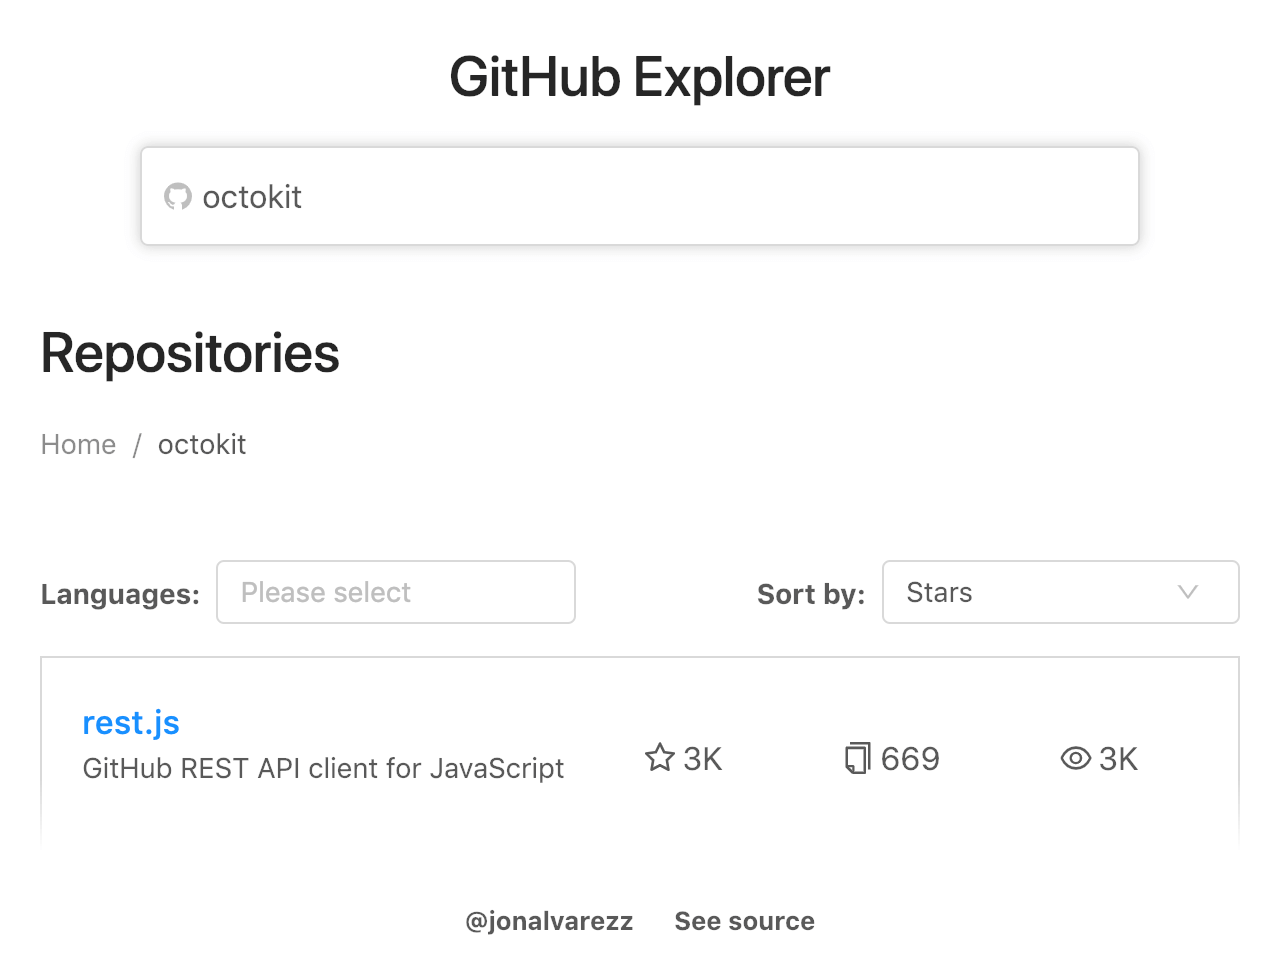 GitHub Explorer
octokit
Repositories
Home / octokit
Languages: Please select Sort by: Stars
rest.js
GitHub REST API client for JavaScript
3K 669 3K
@jonalvarezz See source